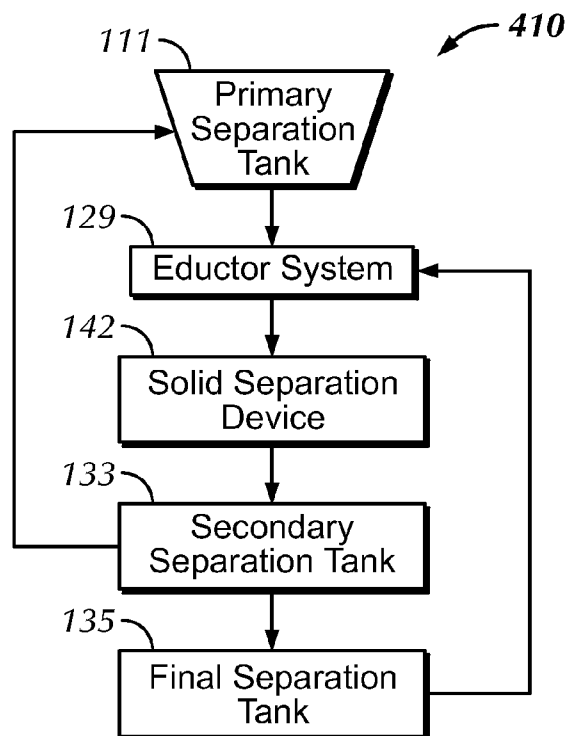 111
410
Primary
Separation
Tank
129
Eductor System
142
Solid Separation
Device
133
Secondary
Separation Tank
135
Final Separation
Tank